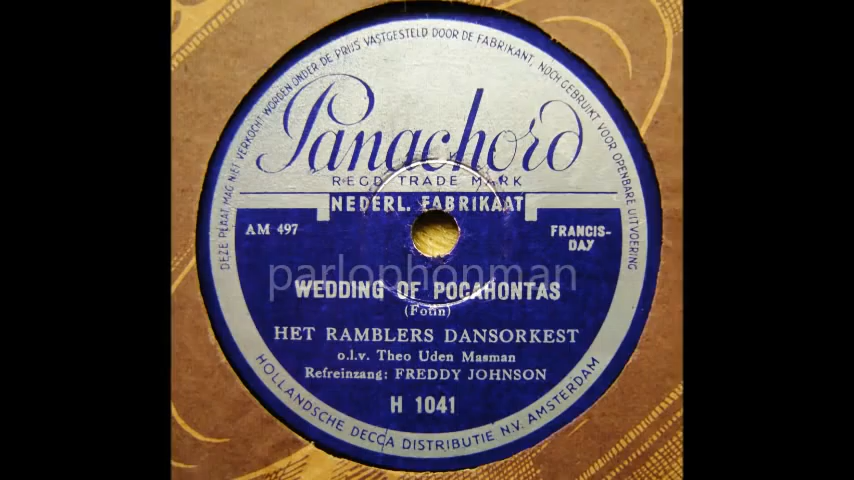 DEZE PLAAT MAG NIET VERKOCHT WORDEN ONDER DE PRIJS VASTGESTELD DOOR DE FABRIKANT, NOCH GEBRUIKT VOOR OPENBARE UITVOERING
Panachord
REGD TRADE MARK
NEDERL. FABRIKAAT
AM 497
FRANCIS-
DAY
parlophonman
WEDDING OF POCAHONTAS
(Fotin)
HET RAMBLERS DANSORKEST
o.l.v. Theo Uden Masman
Refreinzang: FREDDY JOHNSON
H 1041
HOLLANDSCHE DECCA DISTRIBUTIE N.V. AMSTERDAM